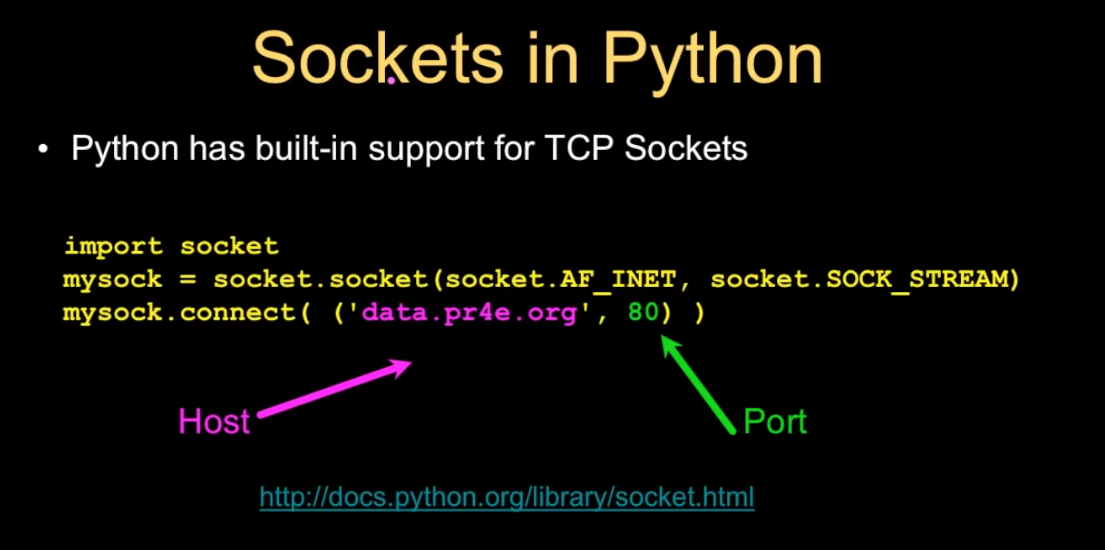 Sockets in Python
• Python has built-in support for TCP Sockets
import socket
mysock = socket.socket(socket.AF_INET, socket.SOCK_STREAM)
mysock.connect( ('data.pr4e.org', 80) )
Host
Port
http://docs.python.org/library/socket.html